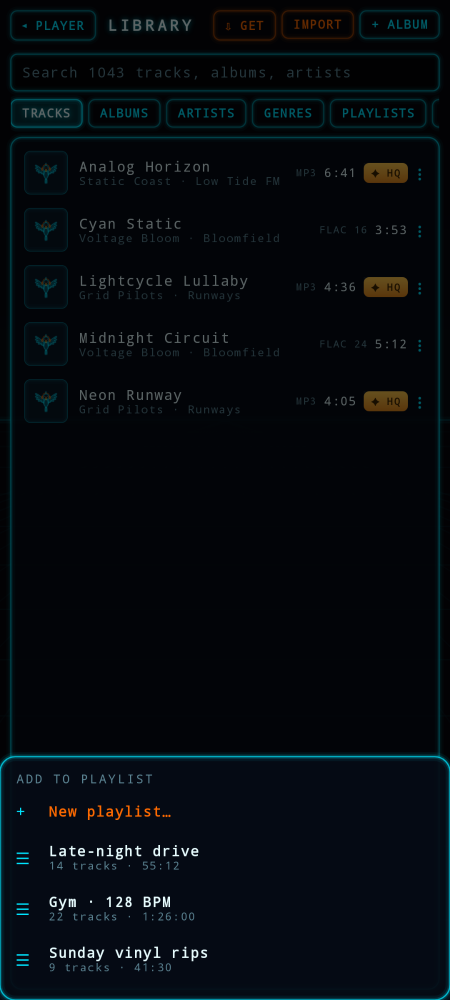 ◂ PLAYER LIBRARY ⇩ GET IMPORT + ALBUM
Search 1043 tracks, albums, artists
TRACKS ALBUMS ARTISTS GENRES PLAYLISTS
Analog Horizon
Static Coast · Low Tide FM
MP3 6:41 ✦ HQ
Cyan Static
Voltage Bloom · Bloomfield
FLAC 16 3:53
Lightcycle Lullaby
Grid Pilots · Runways
MP3 4:36 ✦ HQ
Midnight Circuit
Voltage Bloom · Bloomfield
FLAC 24 5:12
Neon Runway
Grid Pilots · Runways
MP3 4:05 ✦ HQ
ADD TO PLAYLIST
+ New playlist…
Late-night drive
14 tracks · 55:12
Gym · 128 BPM
22 tracks · 1:26:00
Sunday vinyl rips
9 tracks · 41:30